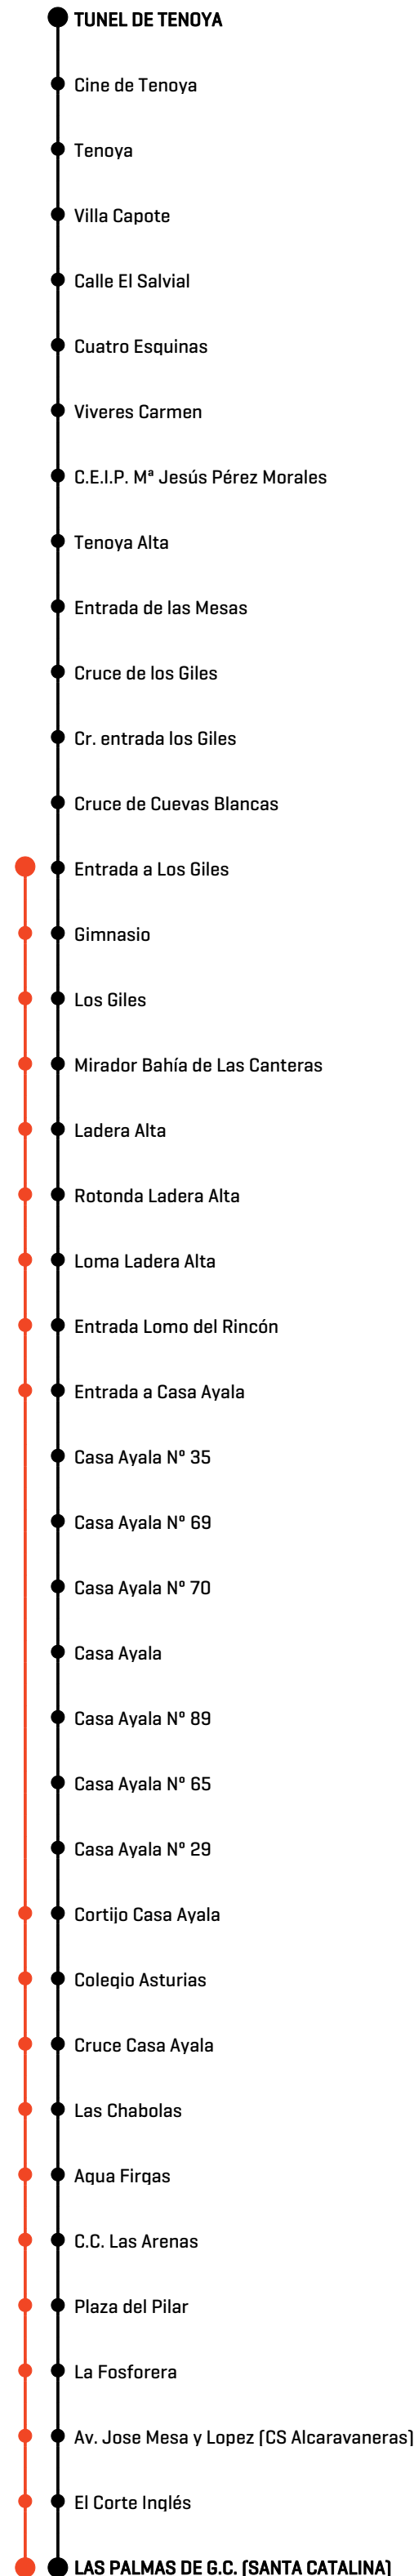 TUNEL DE TENOYA
Cine de Tenoya
Tenoya
Villa Capote
Calle El Salvial
Cuatro Esquinas
Viveres Carmen
C.E.I.P. Mª Jesús Pérez Morales
Tenoya Alta
Entrada de las Mesas
Cruce de los Giles
Cr. entrada los Giles
Cruce de Cuevas Blancas
Entrada a Los Giles
Gimnasio
Los Giles
Mirador Bahía de Las Canteras
Ladera Alta
Rotonda Ladera Alta
Loma Ladera Alta
Entrada Lomo del Rincón
Entrada a Casa Ayala
Casa Ayala Nº 35
Casa Ayala Nº 69
Casa Ayala Nº 70
Casa Ayala
Casa Ayala Nº 89
Casa Ayala Nº 65
Casa Ayala Nº 29
Cortijo Casa Ayala
Colegio Asturias
Cruce Casa Ayala
Las Chabolas
Agua Firgas
C.C. Las Arenas
Plaza del Pilar
La Fosforera
Av. Jose Mesa y Lopez (CS Alcaravaneras)
El Corte Inglés
LAS PALMAS DE G.C. (SANTA CATALINA)